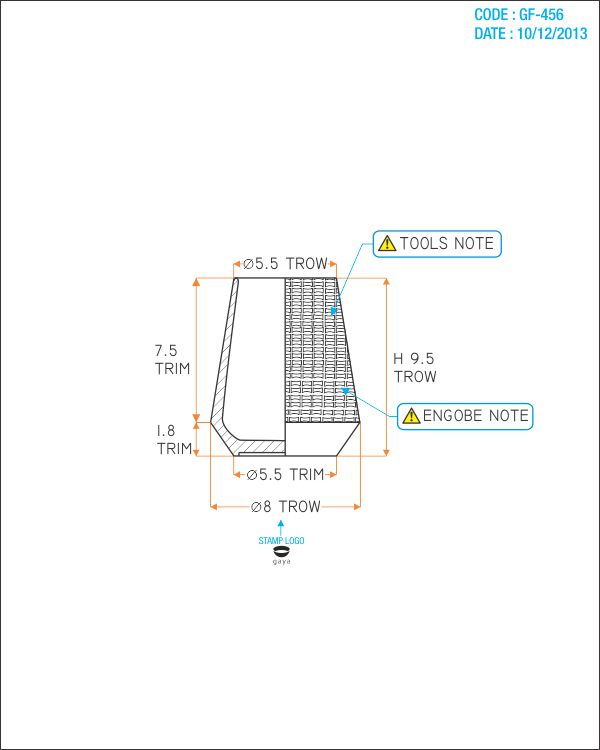 CODE : GF-456
DATE : 10/12/2013
TOOLS NOTE
Ø5.5 TROW
7.5
TRIM
H 9.5
TROW
ENGOBE NOTE
1.8
TRIM
Ø5.5 TRIM
Ø8 TROW
STAMP LOGO
gaya